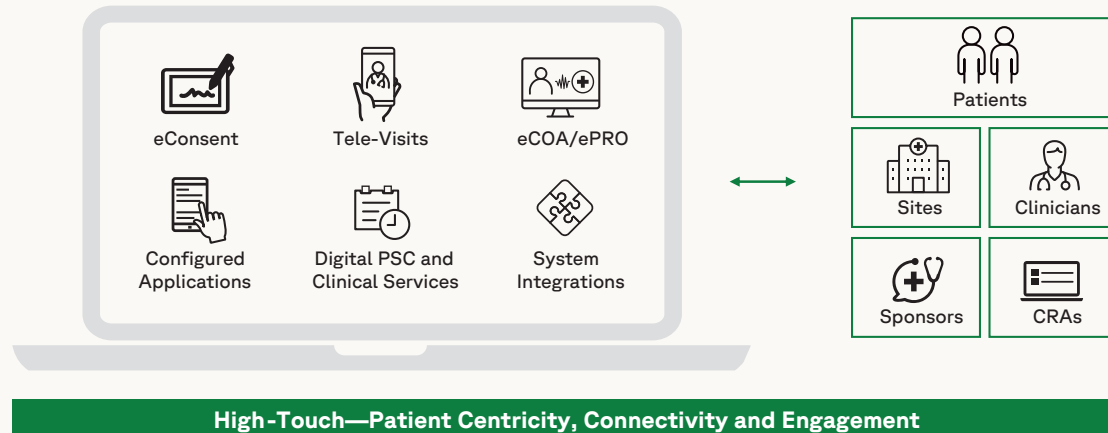 eConsent
Tele-Visits
eCOA/ePRO
Configured
Applications
Digital PSC and
Clinical Services
System
Integrations
Patients
Sites
Clinicians
Sponsors
CRAs
High-Touch—Patient Centricity, Connectivity and Engagement